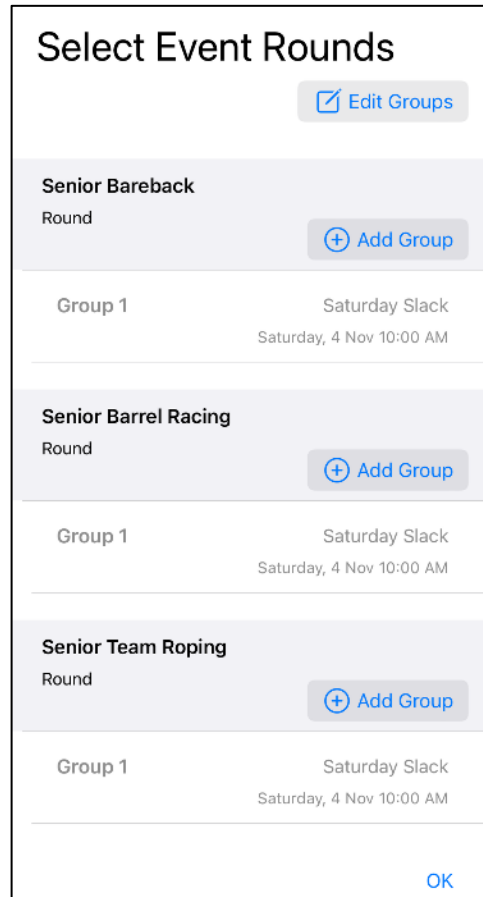 Select Event Rounds
Edit Groups
Senior Bareback
Round
Add Group
Group 1 Saturday Slack
Saturday, 4 Nov 10:00 AM
Senior Barrel Racing
Round
Add Group
Group 1 Saturday Slack
Saturday, 4 Nov 10:00 AM
Senior Team Roping
Round
Add Group
Group 1 Saturday Slack
Saturday, 4 Nov 10:00 AM
OK